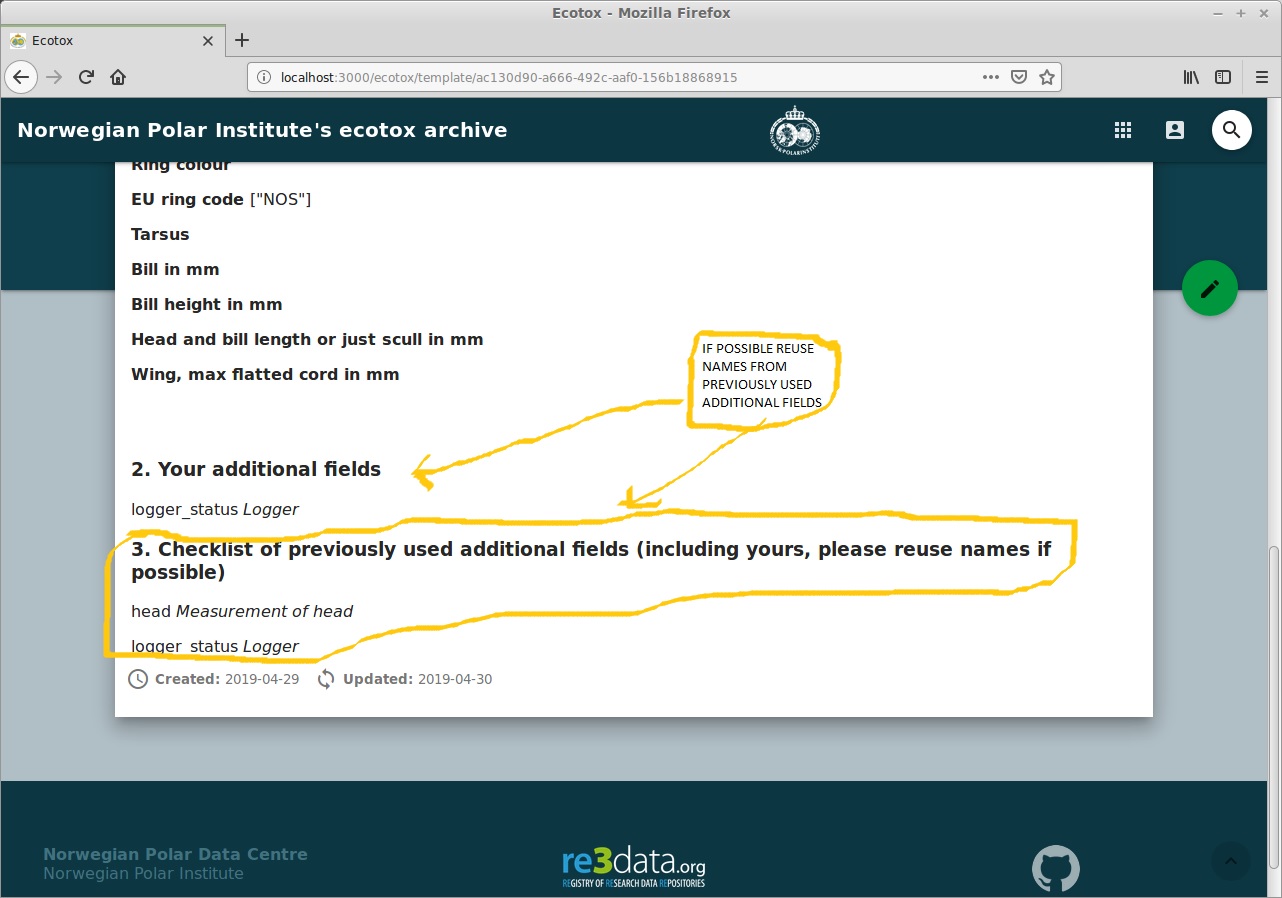 Ecotox - Mozilla Firefox
Ecotox
localhost:3000/ecotox/template/ac130d90-a666-492c-aaf0-156b18868915
Norwegian Polar Institute's ecotox archive
NORSK POLARINSTITUTT
Ring colour
EU ring code ["NOS"]
Tarsus
Bill in mm
Bill height in mm
Head and bill length or just scull in mm
Wing, max flatted cord in mm
IF POSSIBLE REUSE
NAMES FROM
PREVIOUSLY USED
ADDITIONAL FIELDS
2. Your additional fields
logger_status Logger
3. Checklist of previously used additional fields (including yours, please reuse names if
possible)
head Measurement of head
logger_status Logger
Created: 2019-04-29 Updated: 2019-04-30
Norwegian Polar Data Centre
Norwegian Polar Institute
re3data.org
REGISTRY OF RESEARCH DATA REPOSITORIES